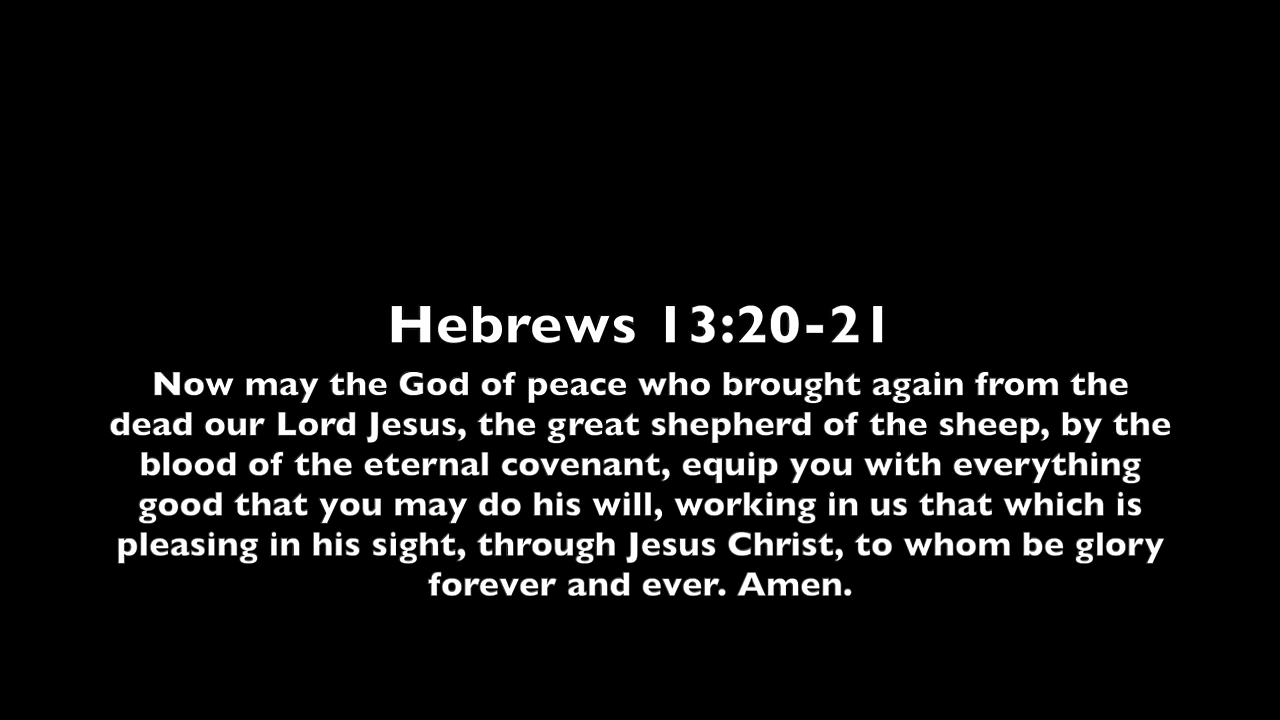 Hebrews 13:20-21
Now may the God of peace who brought again from the
dead our Lord Jesus, the great shepherd of the sheep, by the
blood of the eternal covenant, equip you with everything
good that you may do his will, working in us that which is
pleasing in his sight, through Jesus Christ, to whom be glory
forever and ever. Amen.